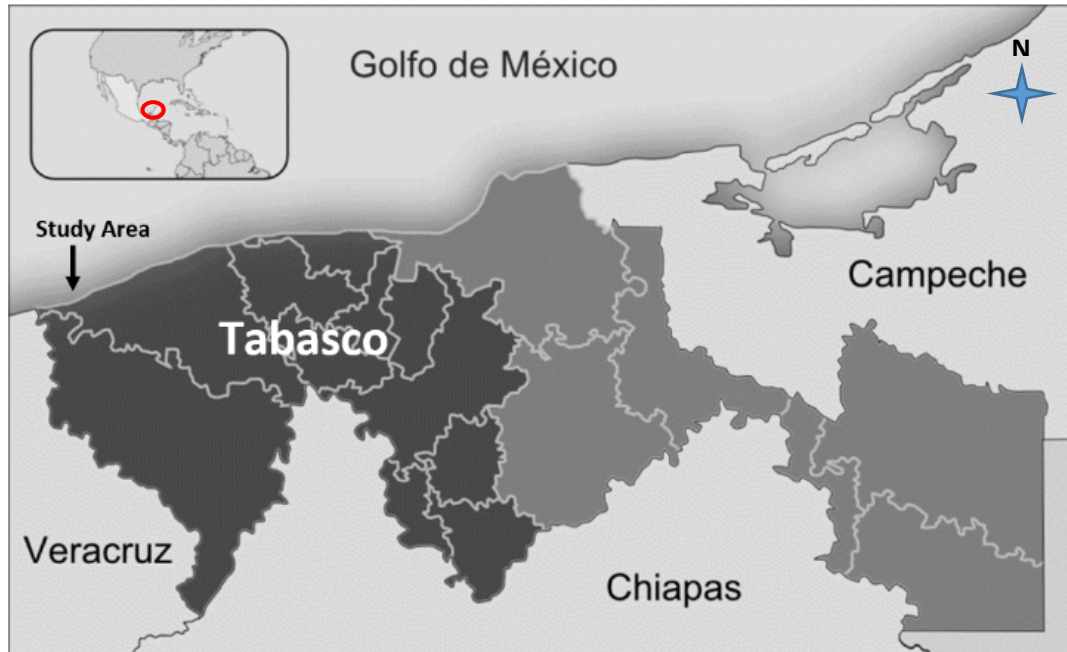 Golfo de México
N
Study Area
Campeche
Tabasco
Veracruz
Chiapas